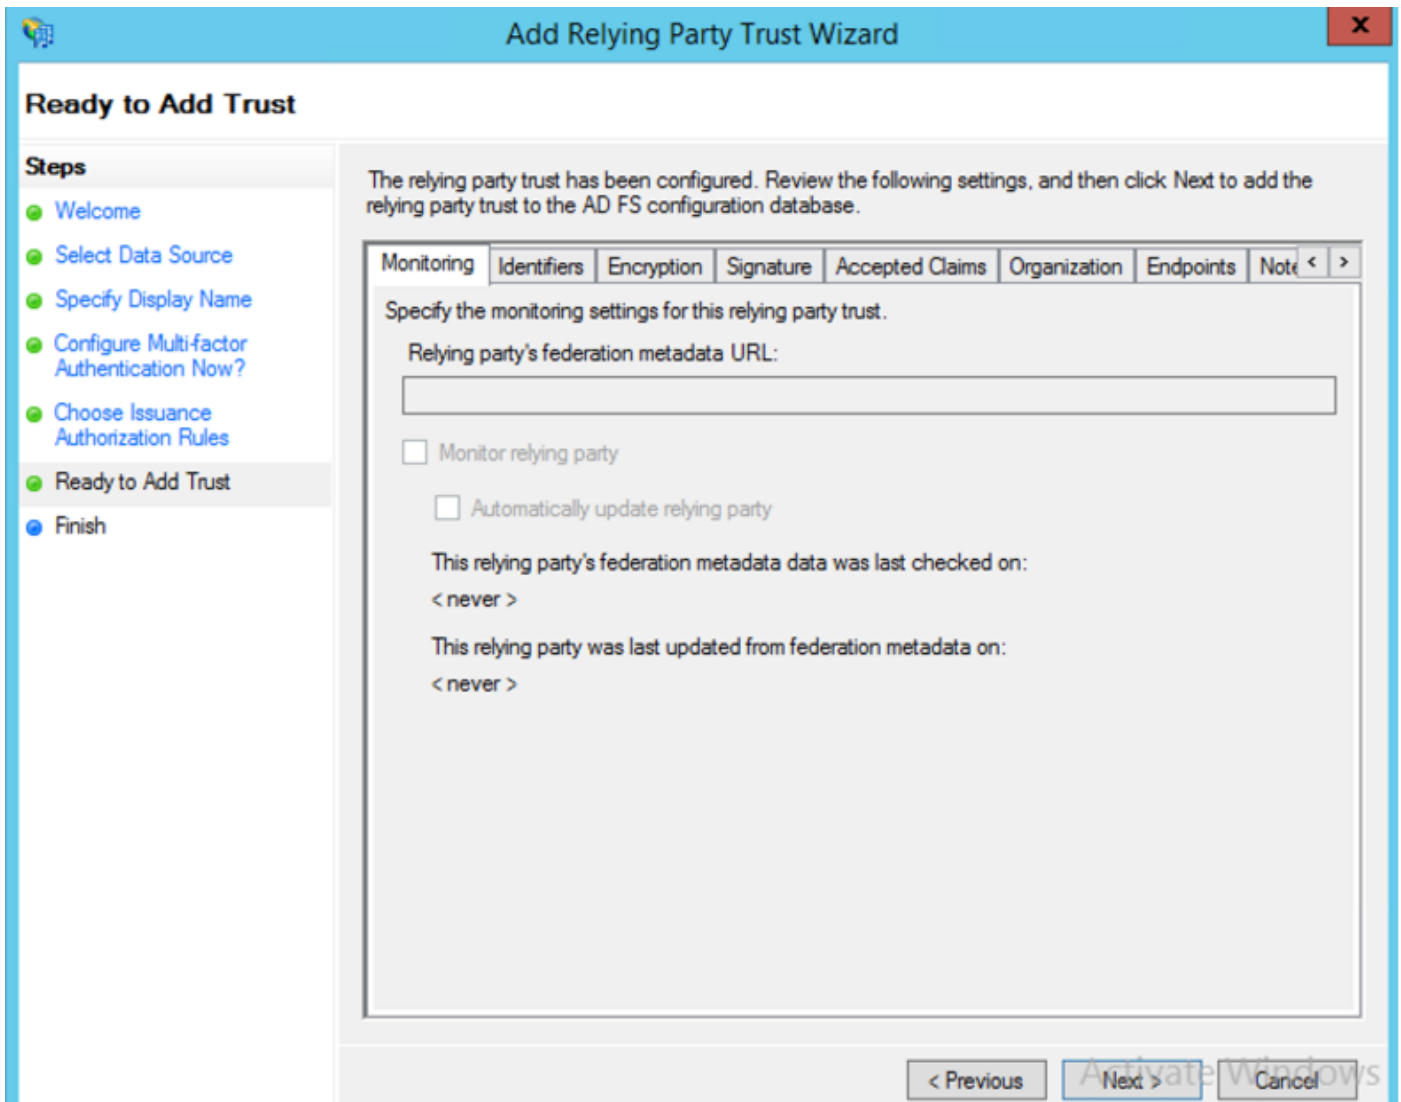 Add Relying Party Trust Wizard
X
Ready to Add Trust
Steps
Welcome
Select Data Source
Specify Display Name
Configure Multi-factor
Authentication Now?
Choose Issuance
Authorization Rules
Ready to Add Trust
Finish
The relying party trust has been configured. Review the following settings, and then click Next to add the
relying party trust to the AD FS configuration database.
Monitoring Identifiers Encryption Signature Accepted Claims Organization Endpoints Note < >
Specify the monitoring settings for this relying party trust.
Relying party's federation metadata URL:
Monitor relying party
Automatically update relying party
This relying party's federation metadata data was last checked on:
< never >
This relying party was last updated from federation metadata on:
< never >
< Previous Next > Cancel
Activate Windows